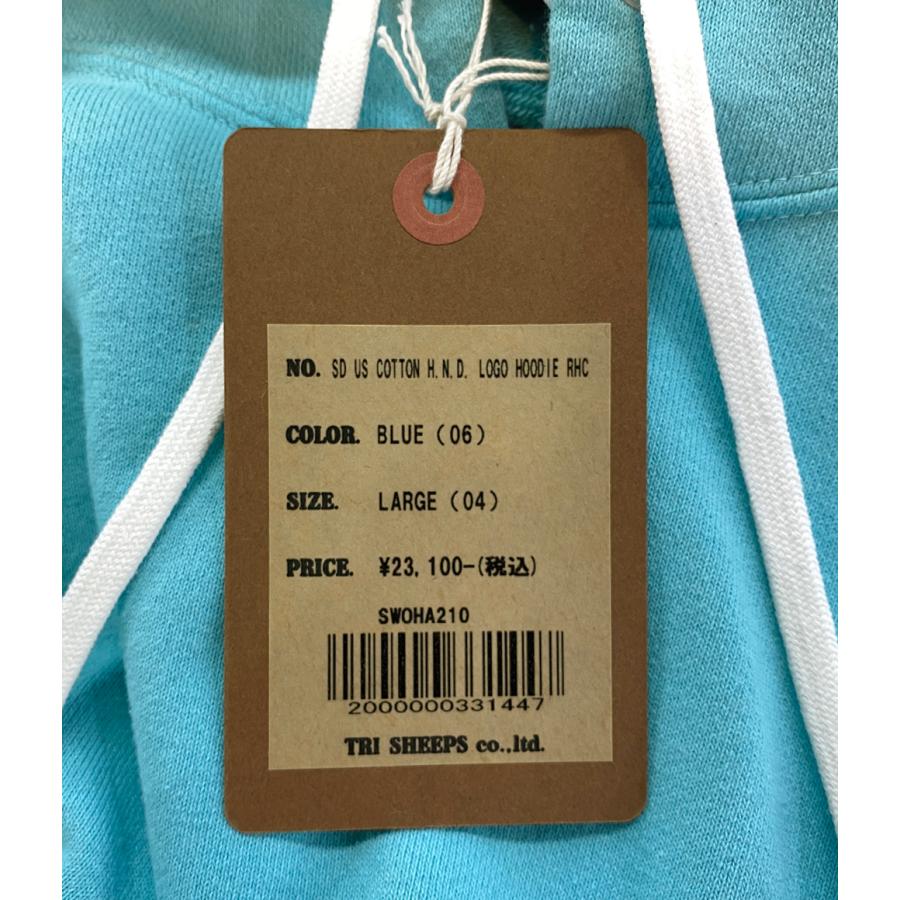 NO. SD US COTTON H.N.D. LOGO HOODIE RHC
COLOR. BLUE (06)
SIZE. LARGE (04)
PRICE. ¥23,100-(税込)
SWOHA210
2000000331447
TRI SHEEPS co.,ltd.